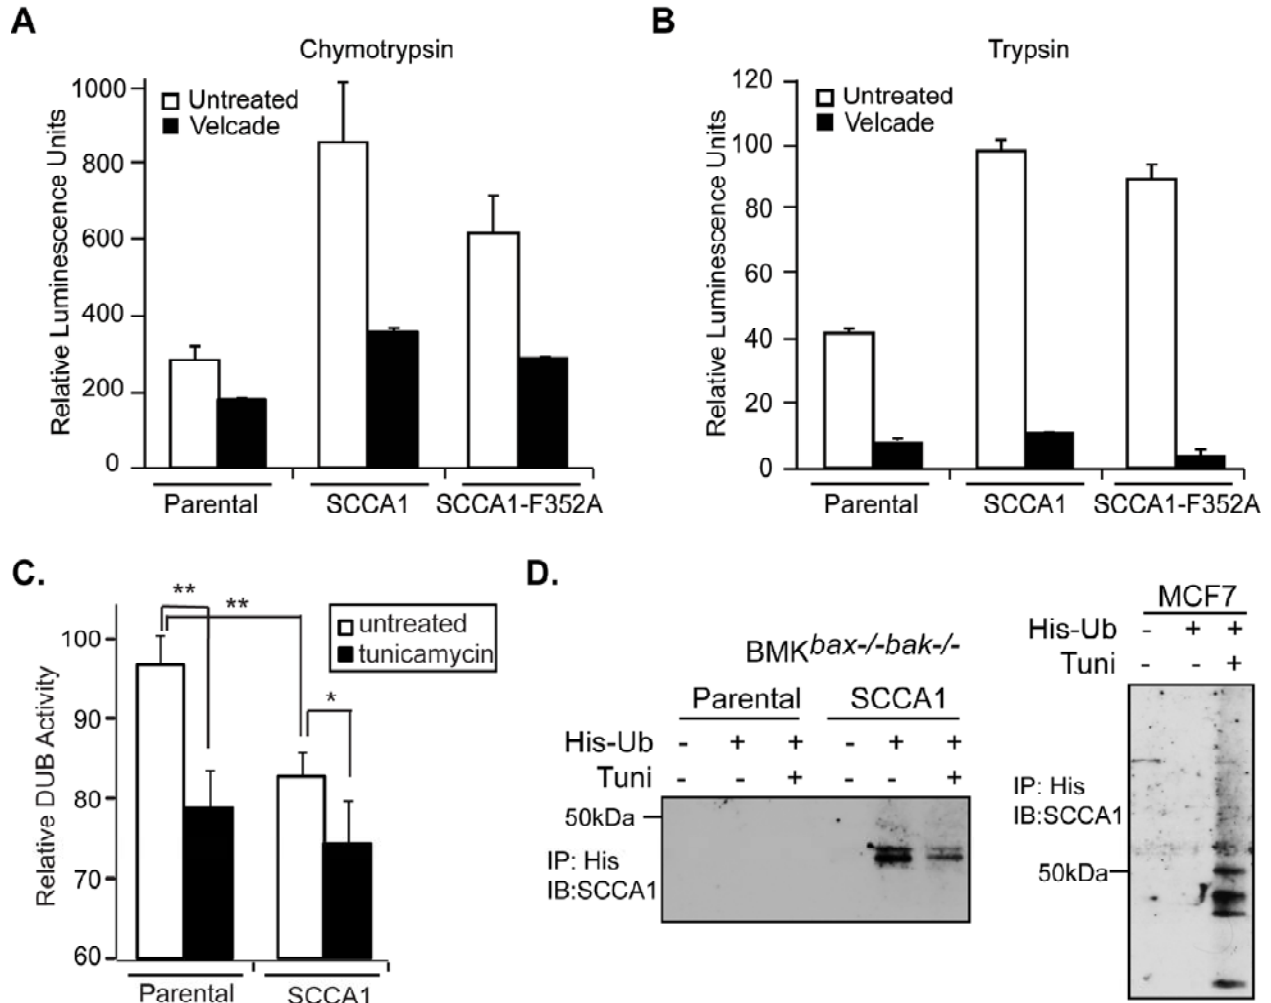 A
Chymotrypsin
Relative Luminescence Units
1000
800
600
400
200
0
Untreated
Velcade
Parental
SCCA1
SCCA1-F352A
B
Trypsin
Relative Luminescence Units
120
100
80
60
40
20
0
Untreated
Velcade
Parental
SCCA1
SCCA1-F352A
C.
Relative DUB Activity
100
90
80
70
60
**
**
*
untreated
tunicamycin
Parental
SCCA1
D.
BMKbax-/-bak-/-
Parental SCCA1
His-Ub - + + - + +
Tuni - - + - - +
50kDa
IP: His
IB:SCCA1
MCF7
His-Ub - + +
Tuni - - +
IP: His
IB:SCCA1
50kDa